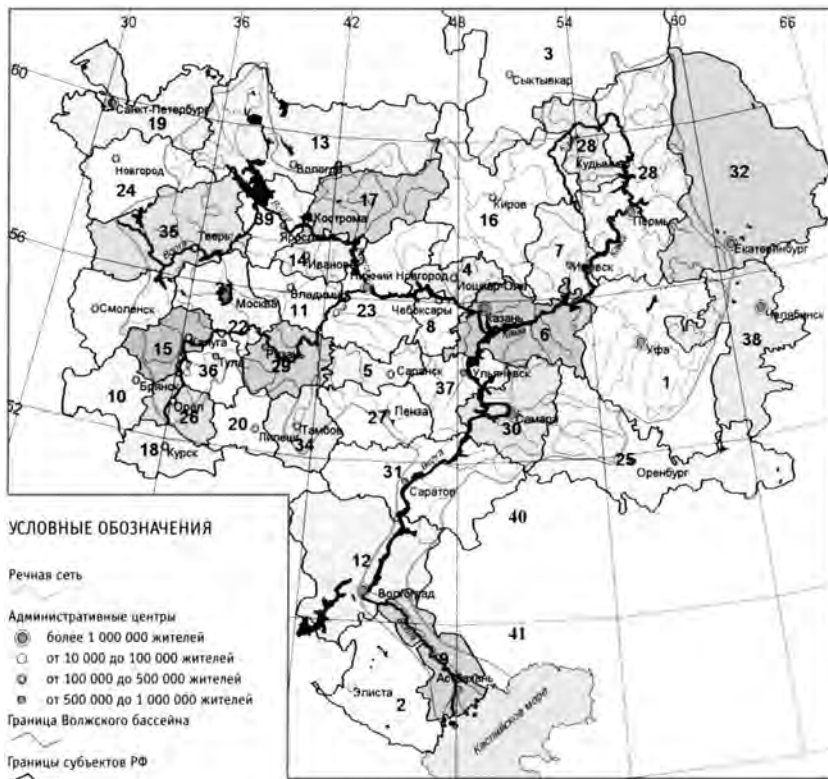 30 36 42 48 54 60 66
60
3
Сыктывкар
Санкт-Петербург
19
13
28
Вологда
Кудымкар
28
32
Новгород
24
17
16
Киров
Пермь
39
Кострома
35
Тверь
Волга
Ярославль
56
7
Екатеринбург
14
Иваново
4
Ижевск
Нижний Новгород
Йошкар-Ола
Смоленск
21
Москва
Владимир
11
23
Чебоксары
8
Казань
Кама
6
Челябинск
38
Уфа
22
15
Калуга
Тула
36
Рязань
29
5
Саранск
37
Ульяновск
1
10
Брянск
52
Орел
26
20
Липецк
Тамбов
34
27
Пенза
Самара
30
18
Курск
25
Оренбург
31
Волга
Саратов
40
12
Волгоград
41
9
Астрахань
Элиста
2
Каспийское море
УСЛОВНЫЕ ОБОЗНАЧЕНИЯ
Речная сеть
Административные центры
более 1 000 000 жителей
от 10 000 до 100 000 жителей
от 100 000 до 500 000 жителей
от 500 000 до 1 000 000 жителей
Граница Волжского бассейна
Границы субъектов РФ